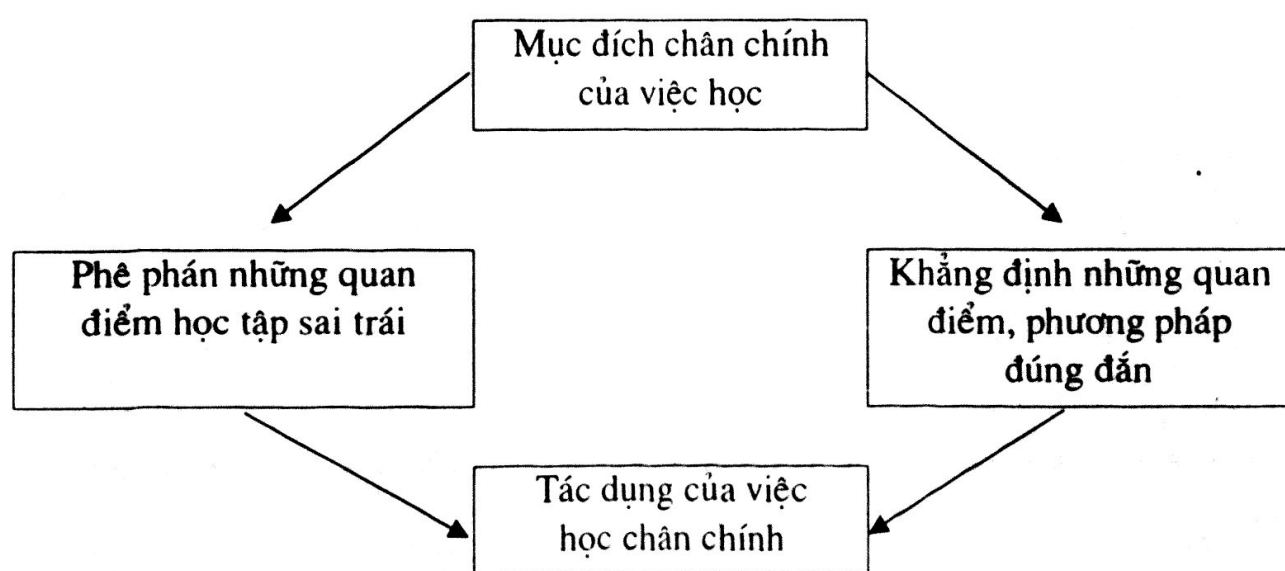 Mục đích chân chính
của việc học
Phê phán những quan
điểm học tập sai trái
Khẳng định những quan
điểm, phương pháp
đúng đắn
Tác dụng của việc
học chân chính